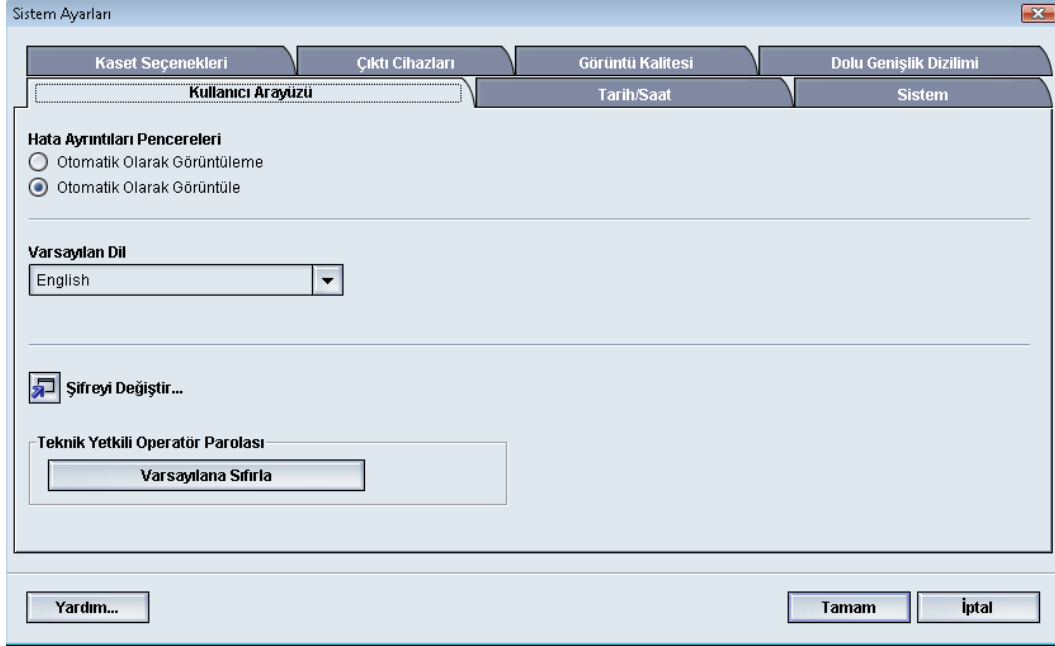 Sistem Ayarları
Kaset Seçenekleri
Çıktı Cihazları
Görüntü Kalitesi
Dolu Genişlik Dizilimi
Kullanıcı Arayüzü
Tarih/Saat
Sistem
Hata Ayrıntıları Pencereleri
Otomatik Olarak Görüntüleme
Otomatik Olarak Görüntüle
Varsayılan Dil
English
Şifreyi Değiştir...
Teknik Yetkili Operatör Parolası
Varsayılana Sıfırla
Yardım...
Tamam
İptal